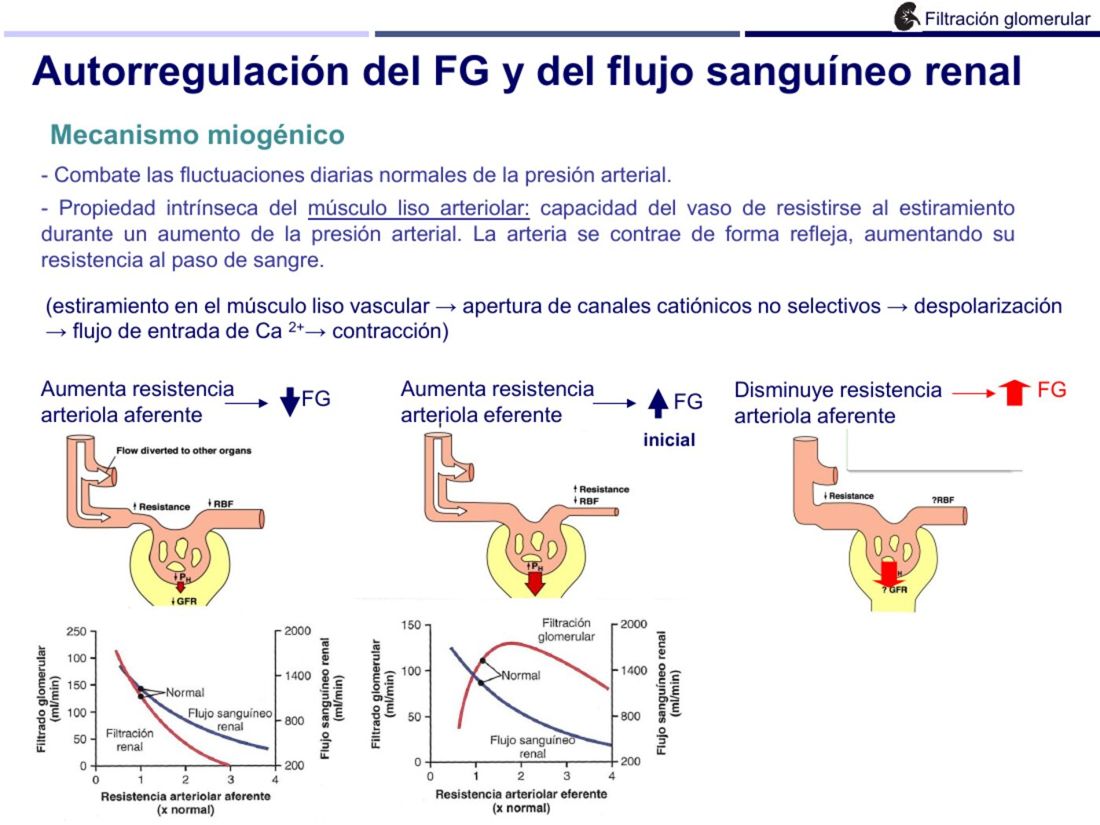 Filtración glomerular
Autorregulación del FG y del flujo sanguíneo renal
Mecanismo miogénico
- Combate las fluctuaciones diarias normales de la presión arterial.
- Propiedad intrínseca del músculo liso arteriolar: capacidad del vaso de resistirse al estiramiento
durante un aumento de la presión arterial. La arteria se contrae de forma refleja, aumentando su
resistencia al paso de sangre.
(estiramiento en el músculo liso vascular → apertura de canales catiónicos no selectivos → despolarización
→ flujo de entrada de Ca 2+→ contracción)
Aumenta resistencia
arteriola aferente
FG
Flow diverted to other organs
↑ Resistance
↓ RBF
↓ PH
↓ GFR
Aumenta resistencia
arteriola eferente
FG
inicial
↑ Resistance
↓ RBF
↑ PH
Disminuye resistencia
arteriola aferente
FG
↓ Resistance
?RBF
H
? GFR
Filtrado glomerular
(ml/min)
250
100
150
100
50
0
2000
1400
800
200
Flujo sanguíneo renal
(ml/min)
Normal
Flujo sanguíneo
renal
Filtración
renal
0 1 2 3 4
Resistencia arteriolar aferente
(x normal)
Filtrado glomerular
(ml/min)
150
100
50
0
2000
1400
800
200
Flujo sanguíneo renal
(ml/min)
Filtración
glomerular
Normal
Flujo sanguíneo
renal
0 1 2 3 4
Resistencia arteriolar eferente
(x normal)